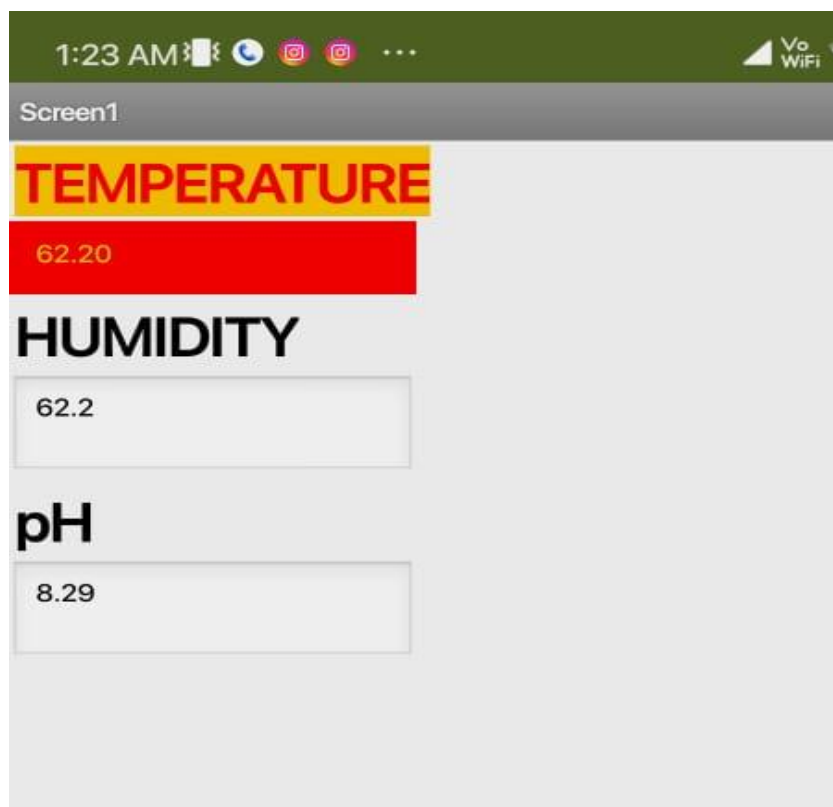 1:23 AM
Vo
WiFi
Screen1
TEMPERATURE
62.20
HUMIDITY
62.2
pH
8.29